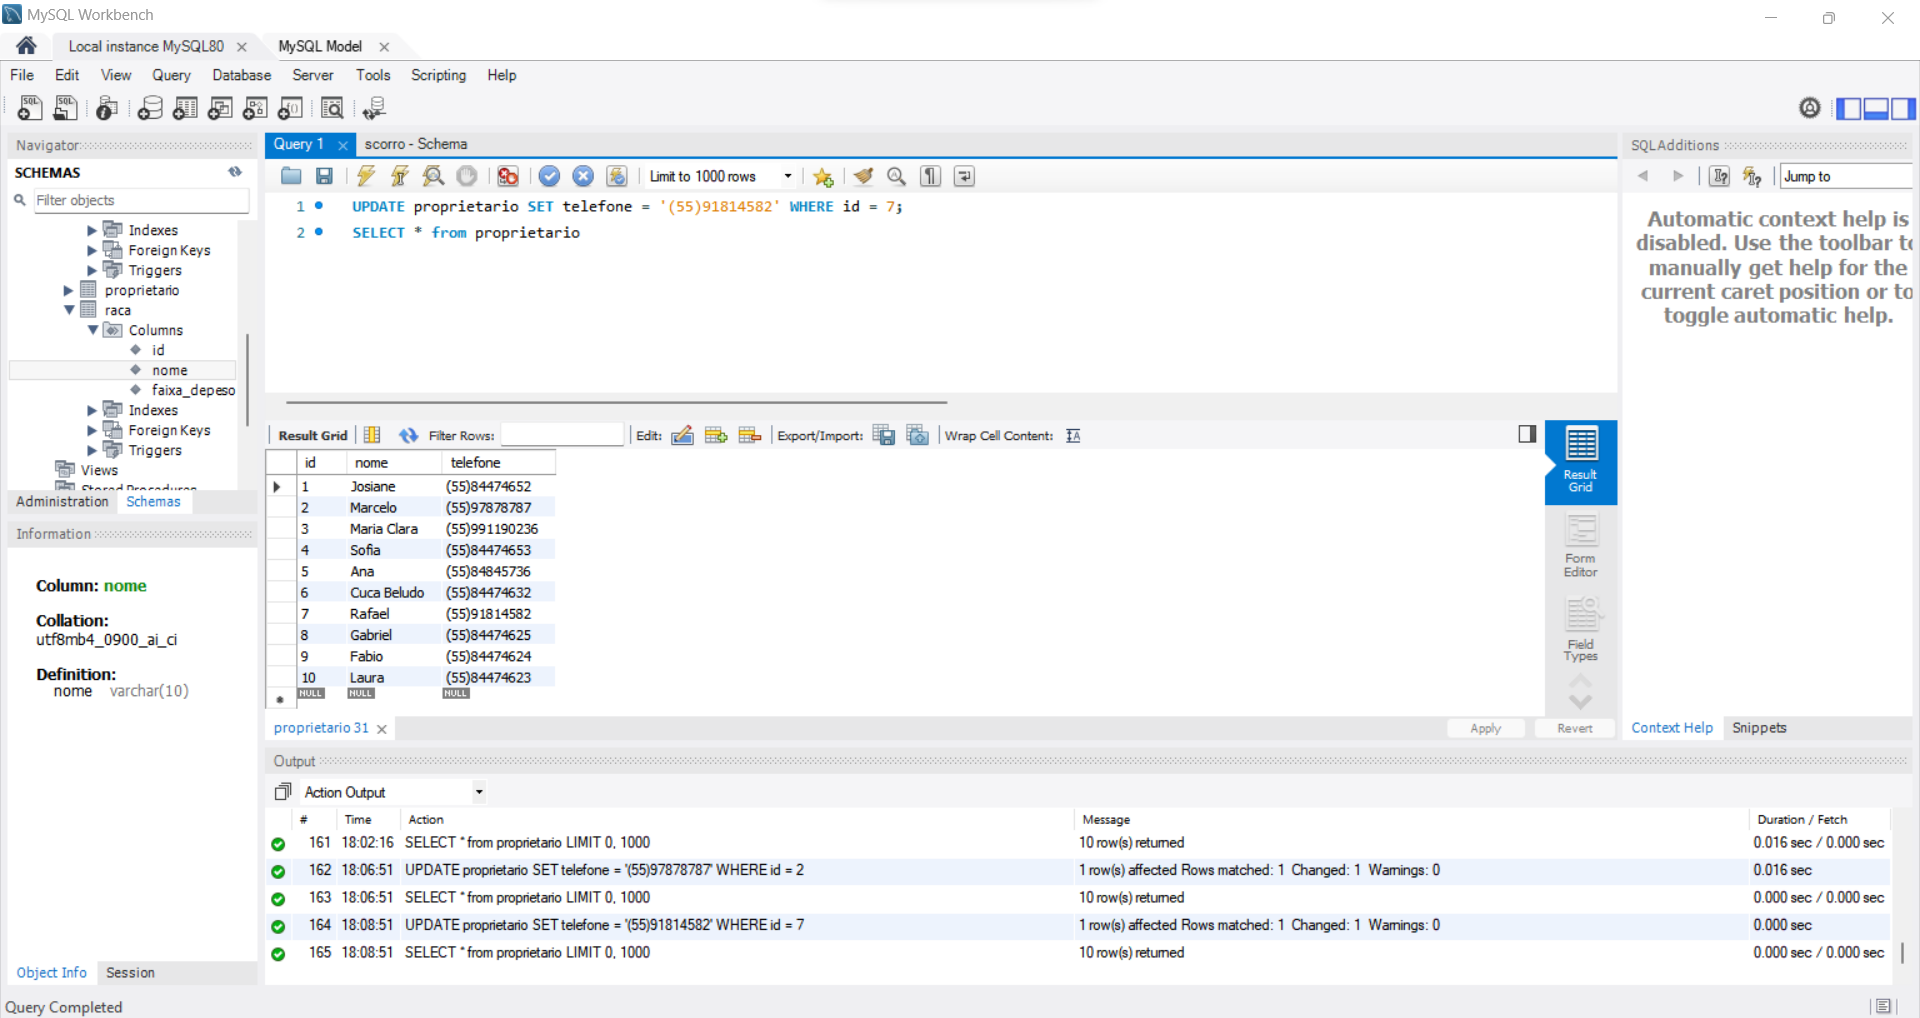 MySQL Workbench
Local instance MySQL80
MySQL Model
File Edit View Query Database Server Tools Scripting Help
Navigator
SCHEMAS
Filter objects
Indexes
Foreign Keys
Triggers
proprietario
raca
Columns
id
nome
faixa_depeso
Indexes
Foreign Keys
Triggers
Views
Stored Procedures
Administration Schemas
Information
Column: nome
Collation:
utf8mb4_0900_ai_ci
Definition:
nome varchar(10)
Object Info Session
Query 1 scorro - Schema
Limit to 1000 rows
1 UPDATE proprietario SET telefone = '(55)91814582' WHERE id = 7;
2 SELECT * from proprietario
Result Grid Filter Rows: Edit: Export/Import: Wrap Cell Content:
id nome telefone
1 Josiane (55)84474652
2 Marcelo (55)97878787
3 Maria Clara (55)991190236
4 Sofia (55)84474653
5 Ana (55)84845736
6 Cuca Beludo (55)84474632
7 Rafael (55)91814582
8 Gabriel (55)84474625
9 Fabio (55)84474624
10 Laura (55)84474623
NULL NULL NULL
Result
Grid
Form
Editor
Field
Types
proprietario 31
Apply Revert
SQLAdditions
Jump to
Automatic context help is
disabled. Use the toolbar to
manually get help for the
current caret position or to
toggle automatic help.
Context Help Snippets
Output
Action Output
# Time Action Message Duration / Fetch
161 18:02:16 SELECT * from proprietario LIMIT 0, 1000 10 row(s) returned 0.016 sec / 0.000 sec
162 18:06:51 UPDATE proprietario SET telefone = '(55)97878787' WHERE id = 2 1 row(s) affected Rows matched: 1 Changed: 1 Warnings: 0 0.016 sec
163 18:06:51 SELECT * from proprietario LIMIT 0, 1000 10 row(s) returned 0.000 sec / 0.000 sec
164 18:08:51 UPDATE proprietario SET telefone = '(55)91814582' WHERE id = 7 1 row(s) affected Rows matched: 1 Changed: 1 Warnings: 0 0.000 sec
165 18:08:51 SELECT * from proprietario LIMIT 0, 1000 10 row(s) returned 0.000 sec / 0.000 sec
Query Completed